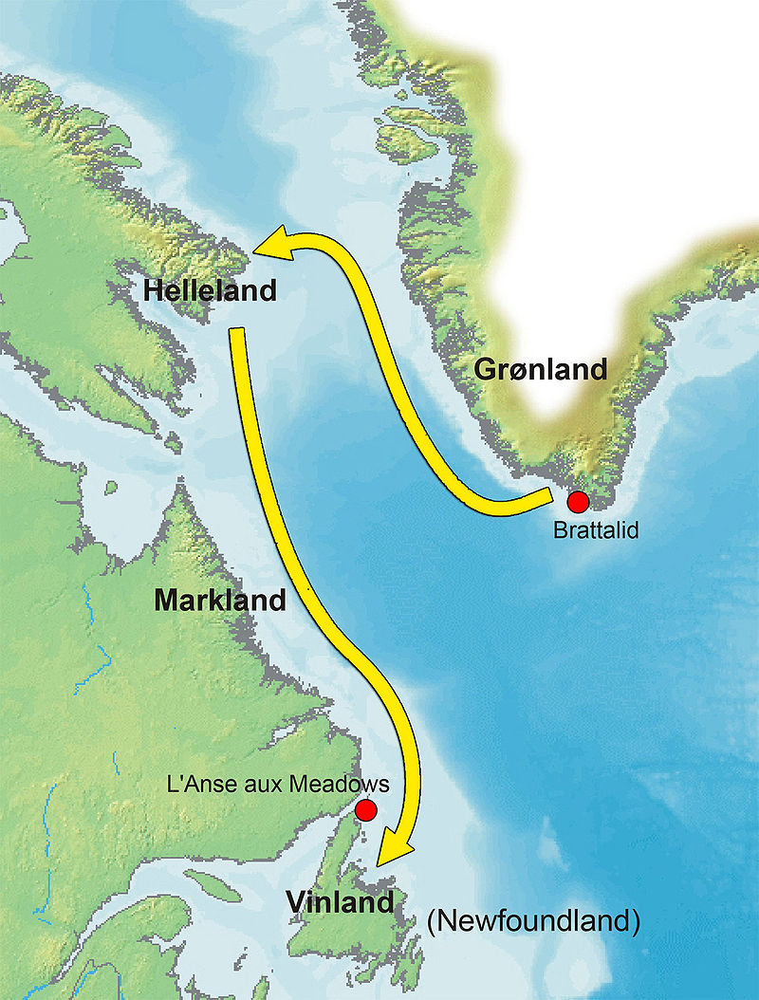 Helleland
Grønland
Brattalid
Markland
L'Anse aux Meadows
Vinland
(Newfoundland)